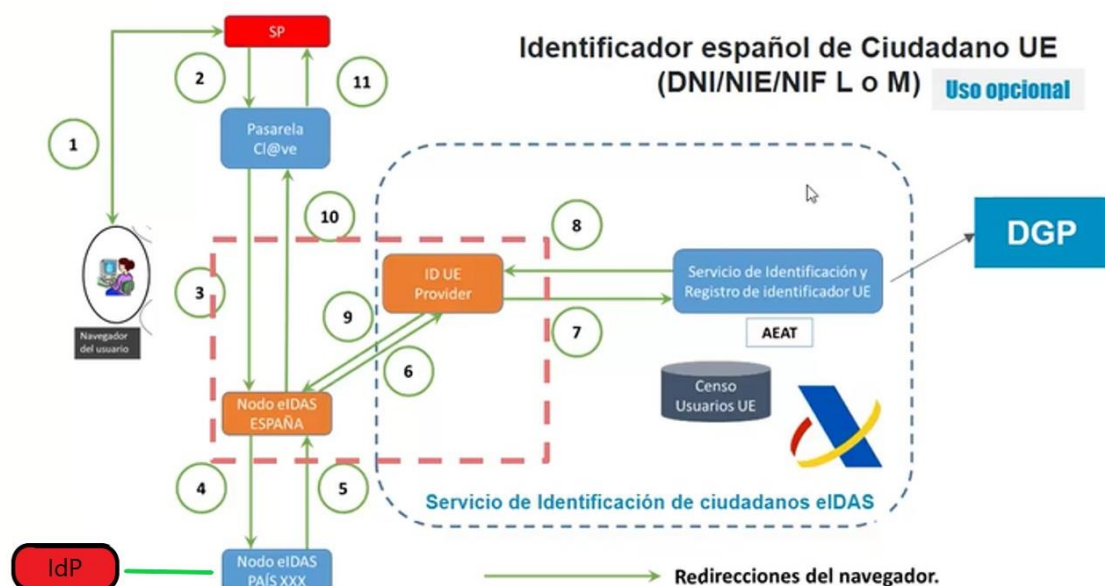 SP
Identificador español de Ciudadano UE
(DNI/NIE/NIF L o M)
Uso opcional
2
11
Pasarela
Cl@ve
1
10
8
DGP
ID UE
Provider
Servicio de Identificación y
Registro de identificador UE
3
9
7
Navegador
del usuario
AEAT
6
Censo
Usuarios UE
Nodo eIDAS
ESPAÑA
4
5
Servicio de Identificación de ciudadanos eIDAS
IdP
Nodo eIDAS
PAÍS XXX
Redirecciones del navegador.